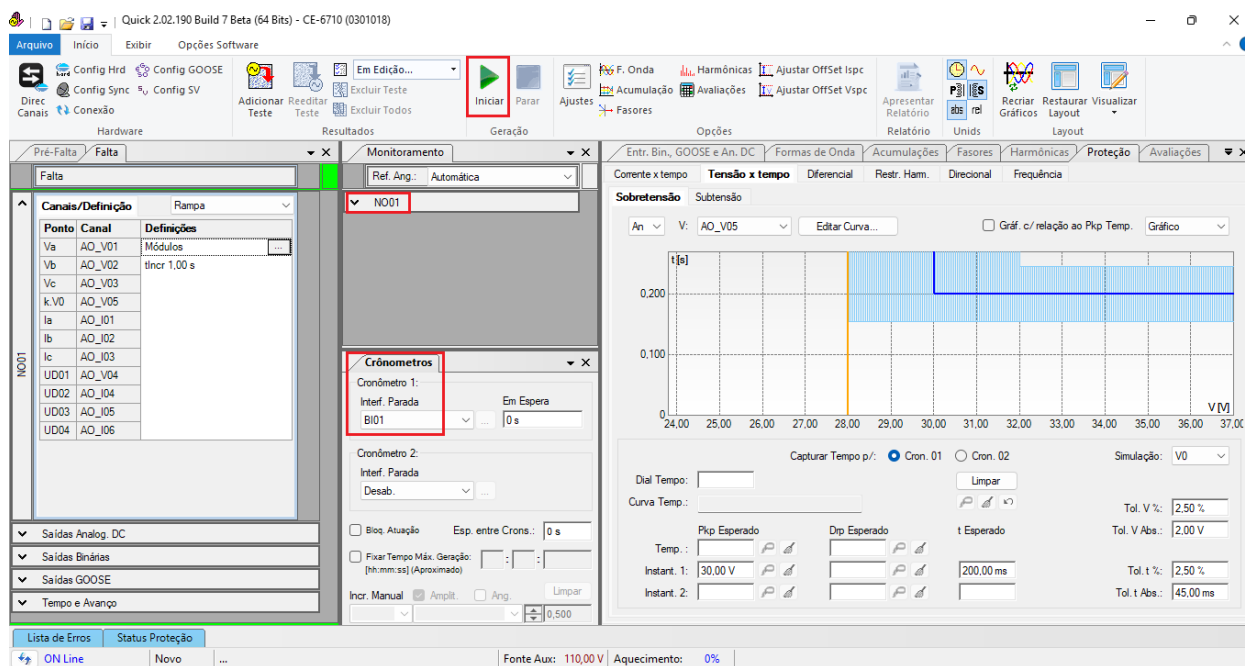 Quick 2.02.190 Build 7 Beta (64 Bits) - CE-6710 (0301018)
Arquivo Início Exibir Opções Software
Direc Canais
Config Hrd Config GOOSE
Config Sync Config SV
Conexão
Hardware
Adicionar Teste
Reeditar Teste
Em Edição...
Excluir Teste
Excluir Todos
Resultados
Iniciar
Parar
Geração
Ajustes
F. Onda Harmônicas Ajustar OffSet Ispc
Acumulação Avaliações Ajustar OffSet Vspc
Fasores
Opções
Apresentar Relatório
Relatório
abs rel
Unids
Recriar Gráficos
Restaurar Layout
Visualizar
Layout
Pré-Falta Falta
Falta
Canais/Definição Rampa
Ponto Canal Definições
Va AO_V01 Módulos ...
Vb AO_V02 tIncr 1,00 s
Vc AO_V03
k.V0 AO_V05
Ia AO_I01
Ib AO_I02
Ic AO_I03
UD01 AO_V04
UD02 AO_I04
UD03 AO_I05
UD04 AO_I06
NO01
Saídas Analog. DC
Saídas Binárias
Saídas GOOSE
Tempo e Avanço
Monitoramento
Ref. Ang.: Automática
NO01
Crônometros
Cronômetro 1:
Interf. Parada Em Espera
BI01 ... 0 s
Cronômetro 2:
Interf. Parada
Desab. ...
Bloq. Atuação Esp. entre Crons.: 0 s
Fixar Tempo Máx. Geração: : :
[hh:mm:ss] (Aproximado)
Incr. Manual Amplit. Ang. Limpar
0,500
Entr. Bin., GOOSE e An. DC Formas de Onda Acumulações Fasores Harmônicas Proteção Avaliações
Corrente x tempo Tensão x tempo Diferencial Restr. Harm. Direcional Frequência
Sobretensão Subtensão
An V: AO_V05 Editar Curva... Gráf. c/ relação ao Pkp Temp. Gráfico
t[s]
0,200
0,100
0
V[V]
24,00 25,00 26,00 27,00 28,00 29,00 30,00 31,00 32,00 33,00 34,00 35,00 36,00 37,00
Capturar Tempo p/: Cron. 01 Cron. 02 Simulação: V0
Dial Tempo: Limpar
Curva Temp.: Tol. V %: 2,50 %
Pkp Esperado Drp Esperado t Esperado Tol. V Abs.: 2,00 V
Temp.:
Instant. 1: 30,00 V 200,00 ms Tol. t %: 2,50 %
Instant. 2: Tol. t Abs.: 45,00 ms
Lista de Erros Status Proteção
ON Line Novo ... Fonte Aux: 110,00 V Aquecimento: 0%